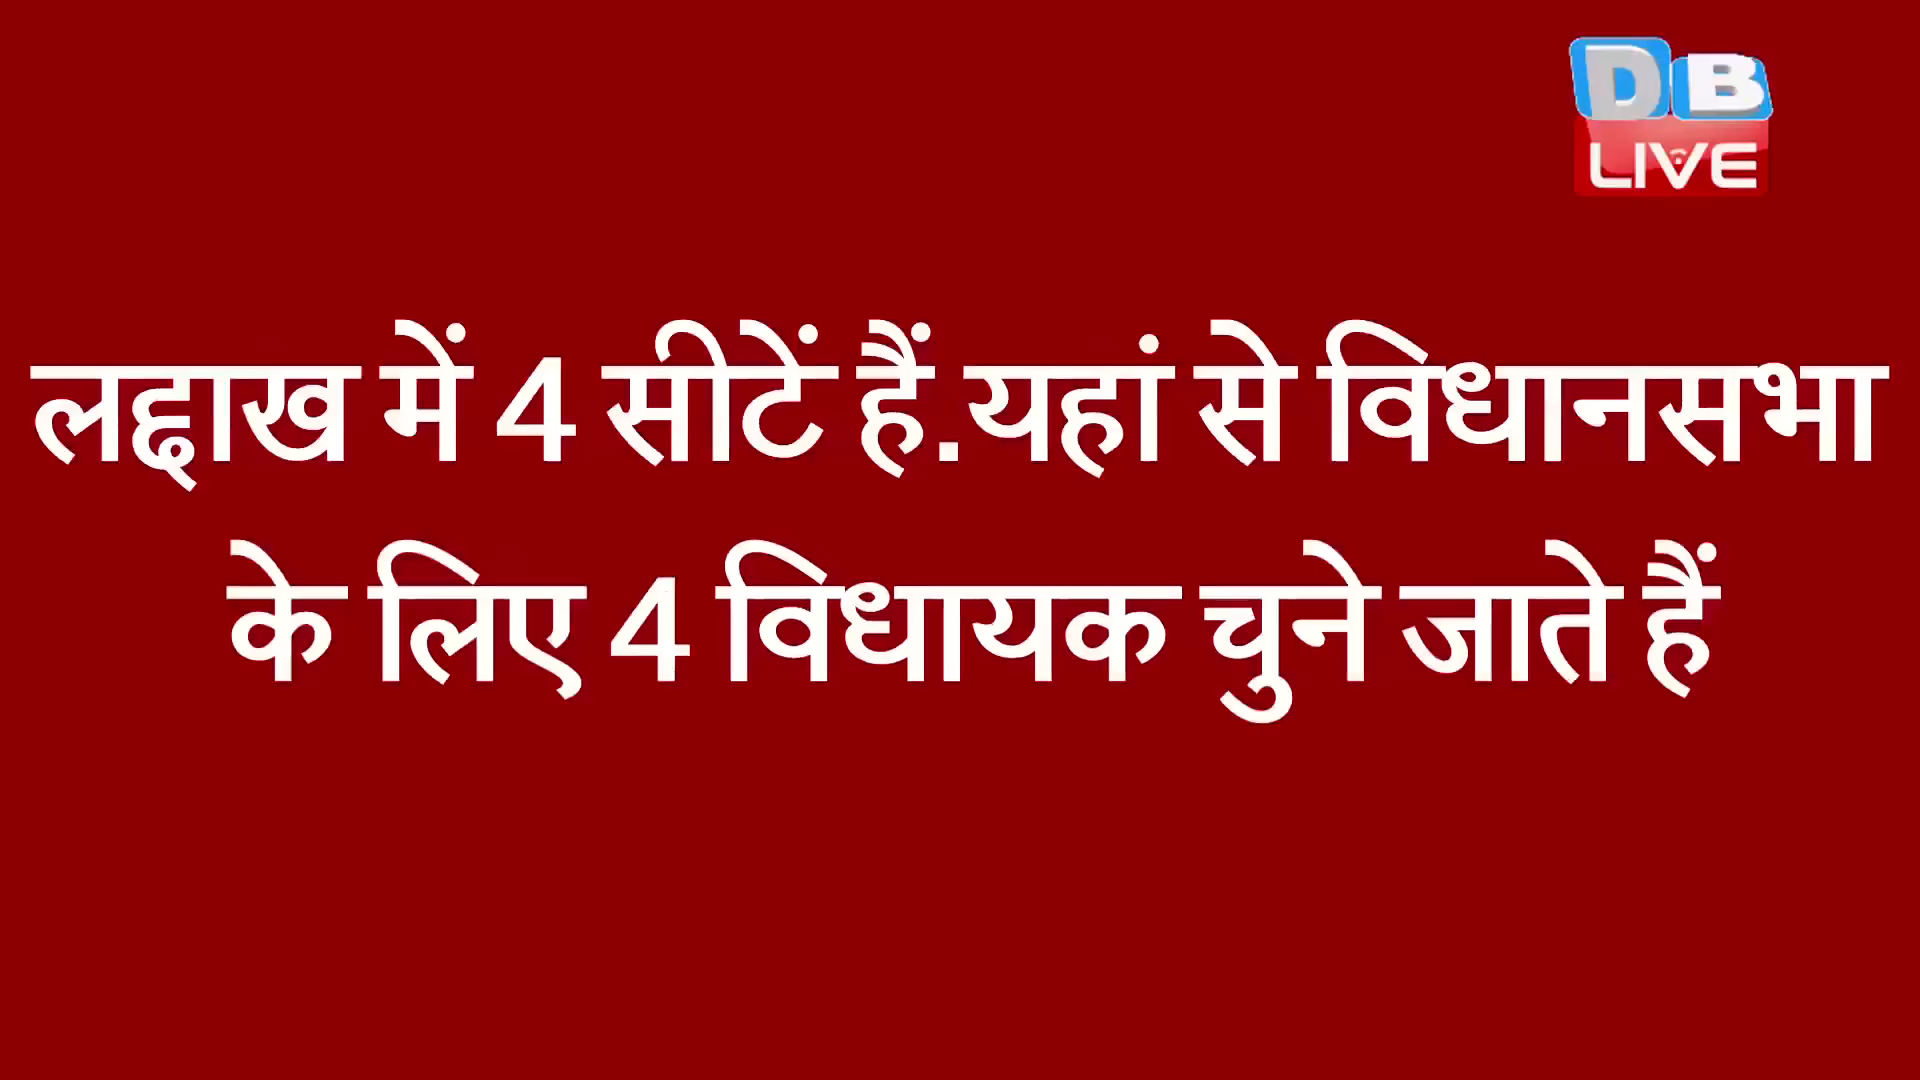 DB
LIVE
लद्दाख में 4 सीटें हैं.यहां से विधानसभा
के लिए 4 विधायक चुने जाते हैं